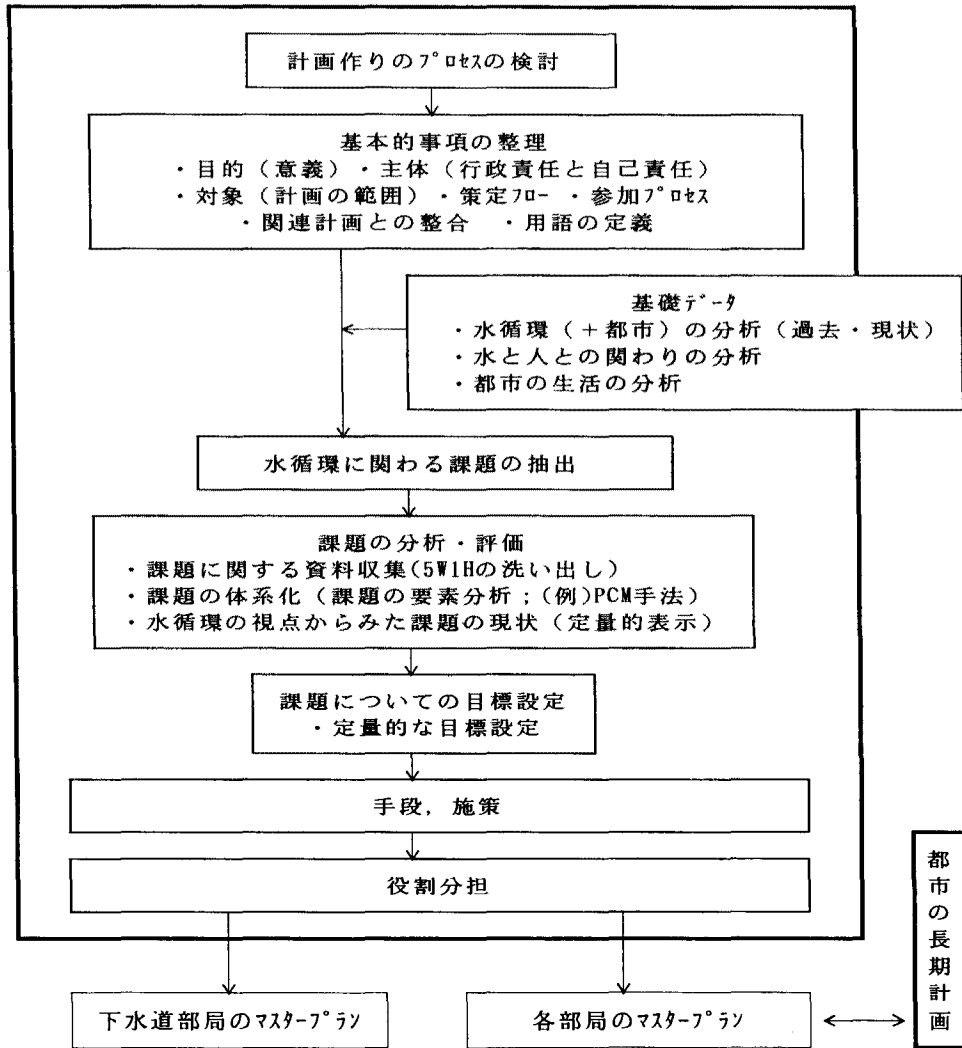 計画作りのﾌﾟﾛｾｽの検討
基本的事項の整理
・目的（意義）・主体（行政責任と自己責任）
・対象（計画の範囲）・策定ﾌﾛｰ ・参加ﾌﾟﾛｾｽ
・関連計画との整合 ・用語の定義
基礎ﾃﾞｰﾀ
・水循環（＋都市）の分析（過去・現状）
・水と人との関わりの分析
・都市の生活の分析
水循環に関わる課題の抽出
課題の分析・評価
・課題に関する資料収集(5W1Hの洗い出し）
・課題の体系化（課題の要素分析；(例)PCM手法）
・水循環の視点からみた課題の現状（定量的表示）
課題についての目標設定
・定量的な目標設定
手段，施策
役割分担
下水道部局のﾏｽﾀｰﾌﾟﾗﾝ
各部局のﾏｽﾀｰﾌﾟﾗﾝ
都市の長期計画